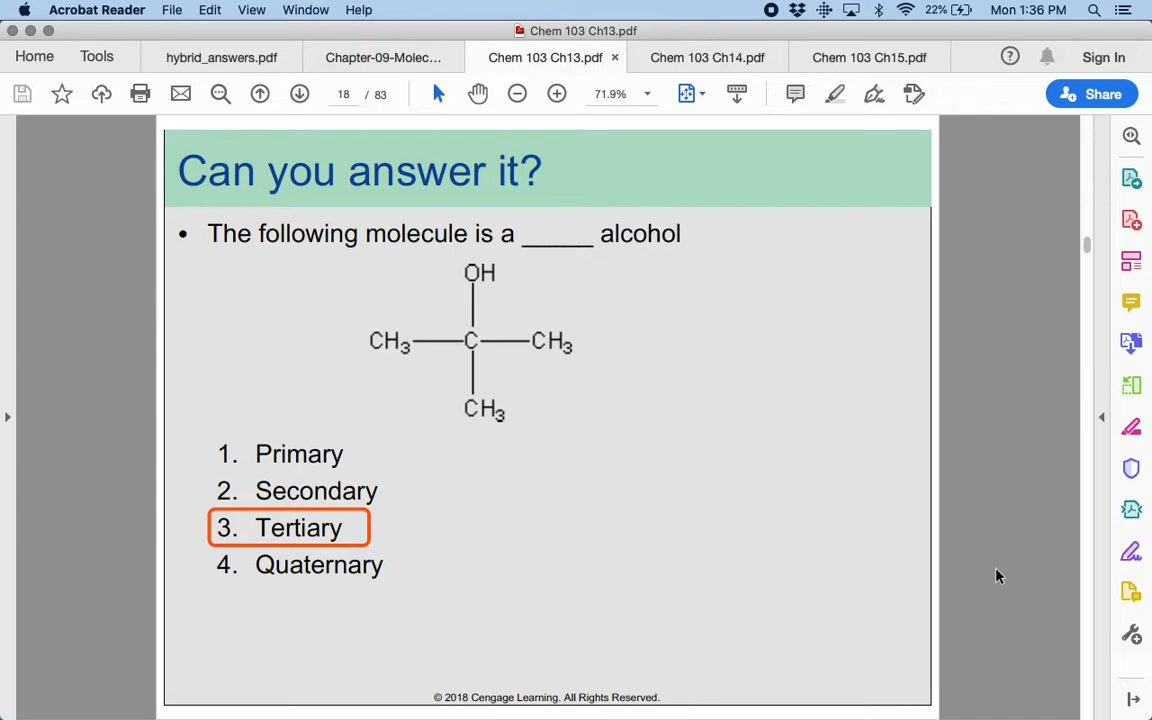 Acrobat Reader File Edit View Window Help 22% Mon 1:36 PM
Chem 103 Ch13.pdf
Home Tools hybrid_answers.pdf Chapter-09-Molec... Chem 103 Ch13.pdf × Chem 103 Ch14.pdf Chem 103 Ch15.pdf Sign In
18 / 83 71.9% Share
Can you answer it?
• The following molecule is a _____ alcohol
OH
CH₃ C CH₃
CH₃
1. Primary
2. Secondary
3. Tertiary
4. Quaternary
© 2018 Cengage Learning. All Rights Reserved.